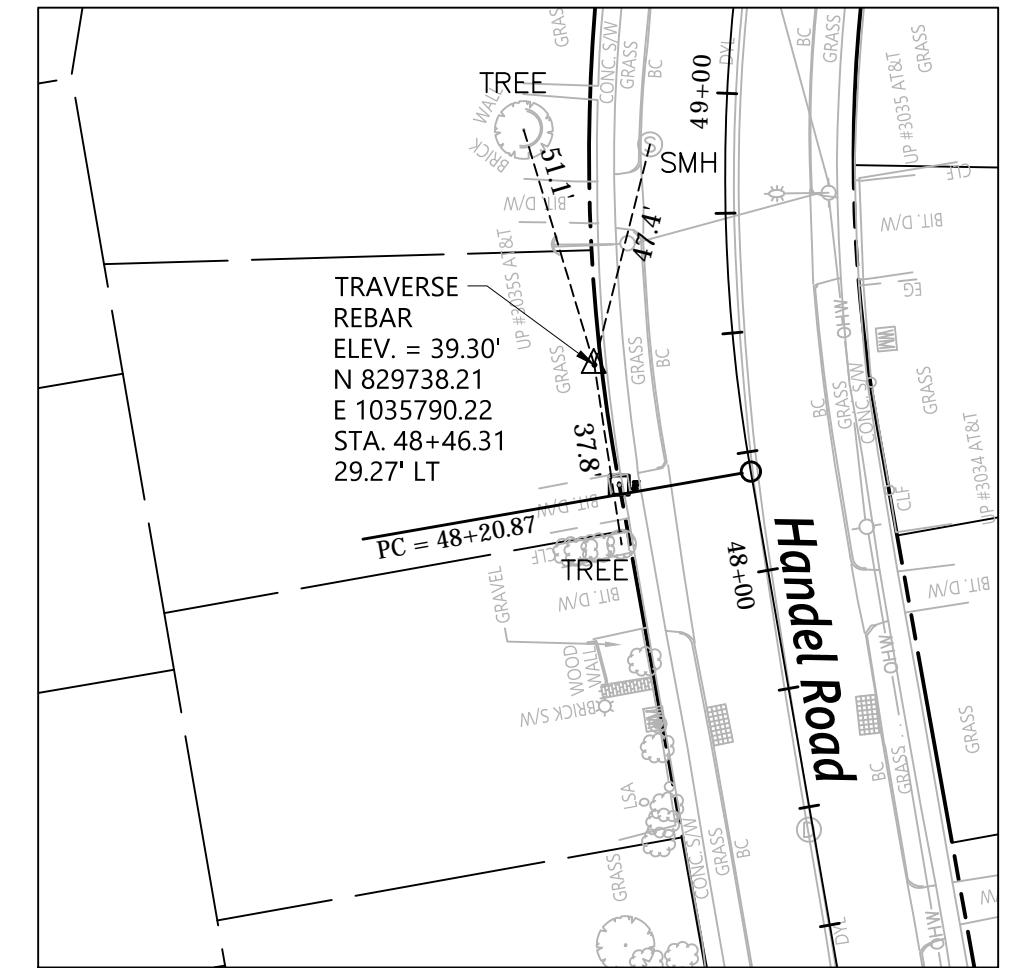 GRAS
CONC. S/W
GRASS
BC
DYL
49+00
BC
GRASS
GRASS
UP #3035 AT&T
TREE
BRICK WALL
51.1'
SMH
47.4'
BIT. D/W
CLF
BIT. D/W
EG
OHW
TRAVERSE
REBAR
ELEV. = 39.30'
N 829738.21
E 1035790.22
STA. 48+46.31
29.27' LT
UP #3035S AT&T
GRASS
GRASS
BC
37.8'
BC
GRASS
CONC. S/W
GRASS
CLF
UP #3034 AT&T
BIT. D/W
PC = 48+20.87
CLF
TREE
48+00
Handel Road
GRAVEL
BIT. D/W
BIT. D/W
WOOD
WALL
BRICK S/W
OHW
GRASS
BC
GRASS
LSA
CONC. S/W
GRASS
BC
GRASS
DYL
OHW
D/W